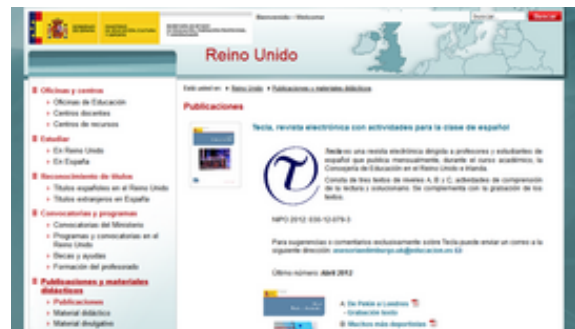 Bienvenido - Welcome
Buscar
Reino Unido
Oficinas y centros
Oficinas de Educación
Centros docentes
Centros de recursos
Estudiar
En Reino Unido
En España
Reconocimiento de títulos
Títulos españoles en el Reino Unido
Títulos extranjeros en España
Convocatorias y programas
Convocatorias del Ministerio
Programas y convocatorias en el
Reino Unido
Becas y ayudas
Formación del profesorado
Publicaciones y materiales
didácticos
Publicaciones
Material didáctico
Material divulgativo
Está usted en: Reino Unido Publicaciones y materiales didácticos
Publicaciones
Tecla, revista electrónica con actividades para la clase de español
Tecla es una revista electrónica dirigida a profesores y estudiantes de
español que publica mensualmente, durante el curso académico, la
Consejería de Educación en el Reino Unido e Irlanda.
Consta de tres textos de niveles A, B y C, actividades de comprensión
de la lectura y solucionario. Se complementa con la grabación de los
textos.
NIPO 2012: 030-12-079-3
Para sugerencias o comentarios exclusivamente sobre Tecla puede enviar un correo a la
siguiente dirección:
Último número: Abril 2012
A: De Pekín a Londres
- Grabación texto
B: Muchos más deportistas